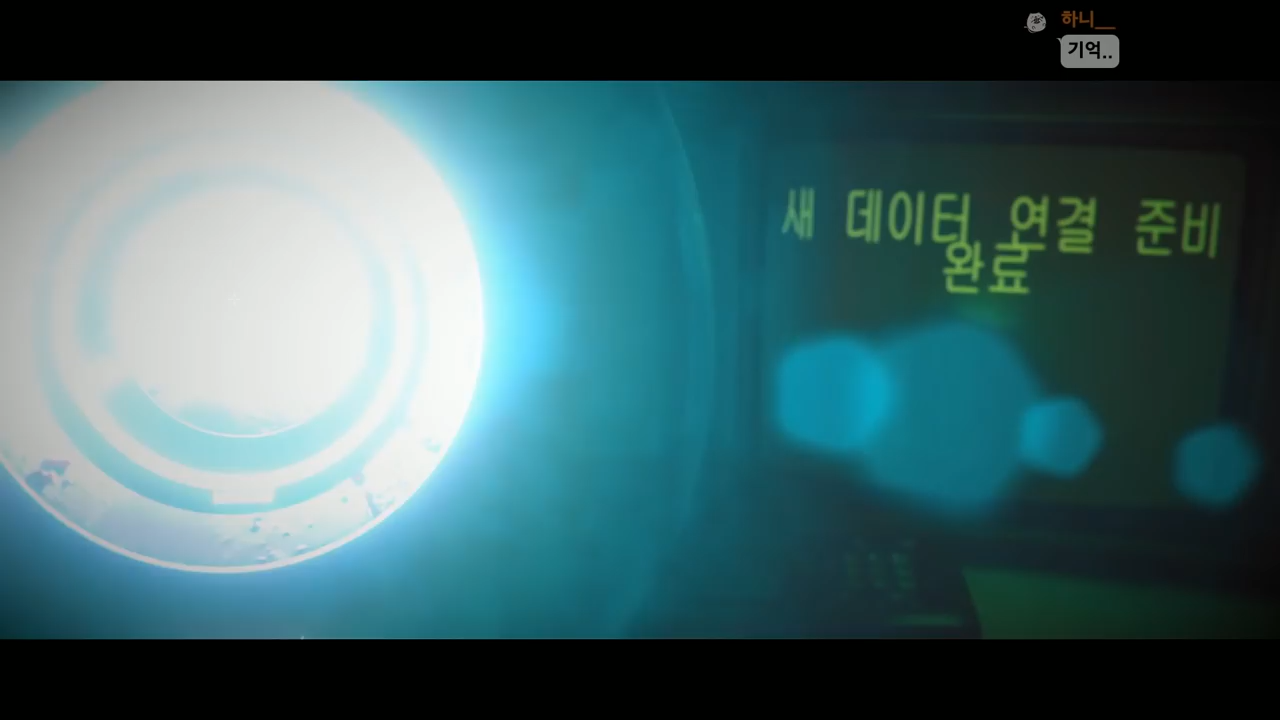 하니__
기억..
새 데이터 연결 준비
완료